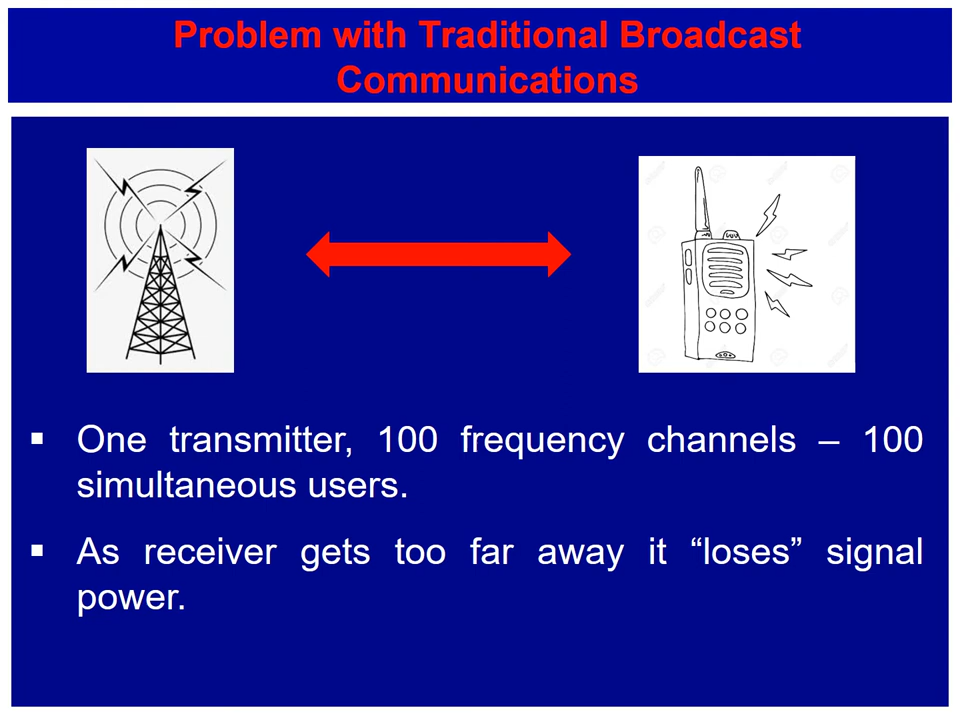 Problem with Traditional Broadcast
Communications
▪ One transmitter, 100 frequency channels – 100
simultaneous users.
▪ As receiver gets too far away it “loses” signal
power.